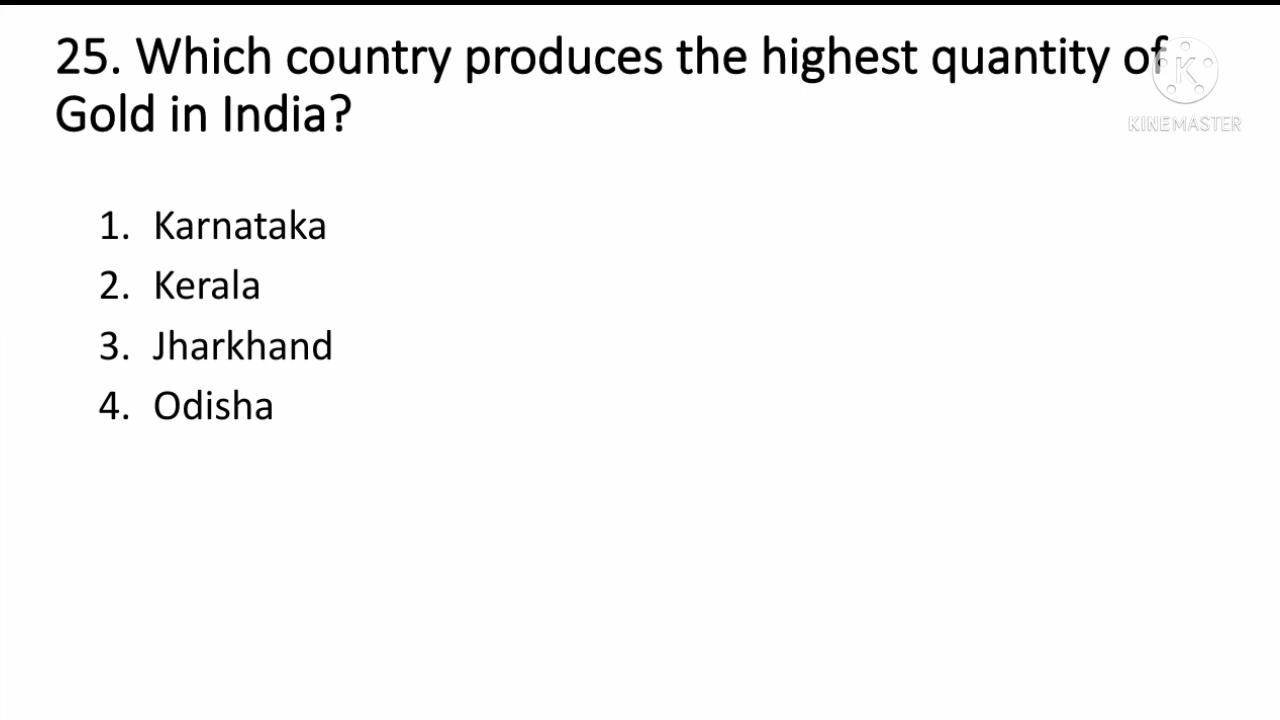 25. Which country produces the highest quantity of
Gold in India?
K
KINEMASTER
1. Karnataka
2. Kerala
3. Jharkhand
4. Odisha